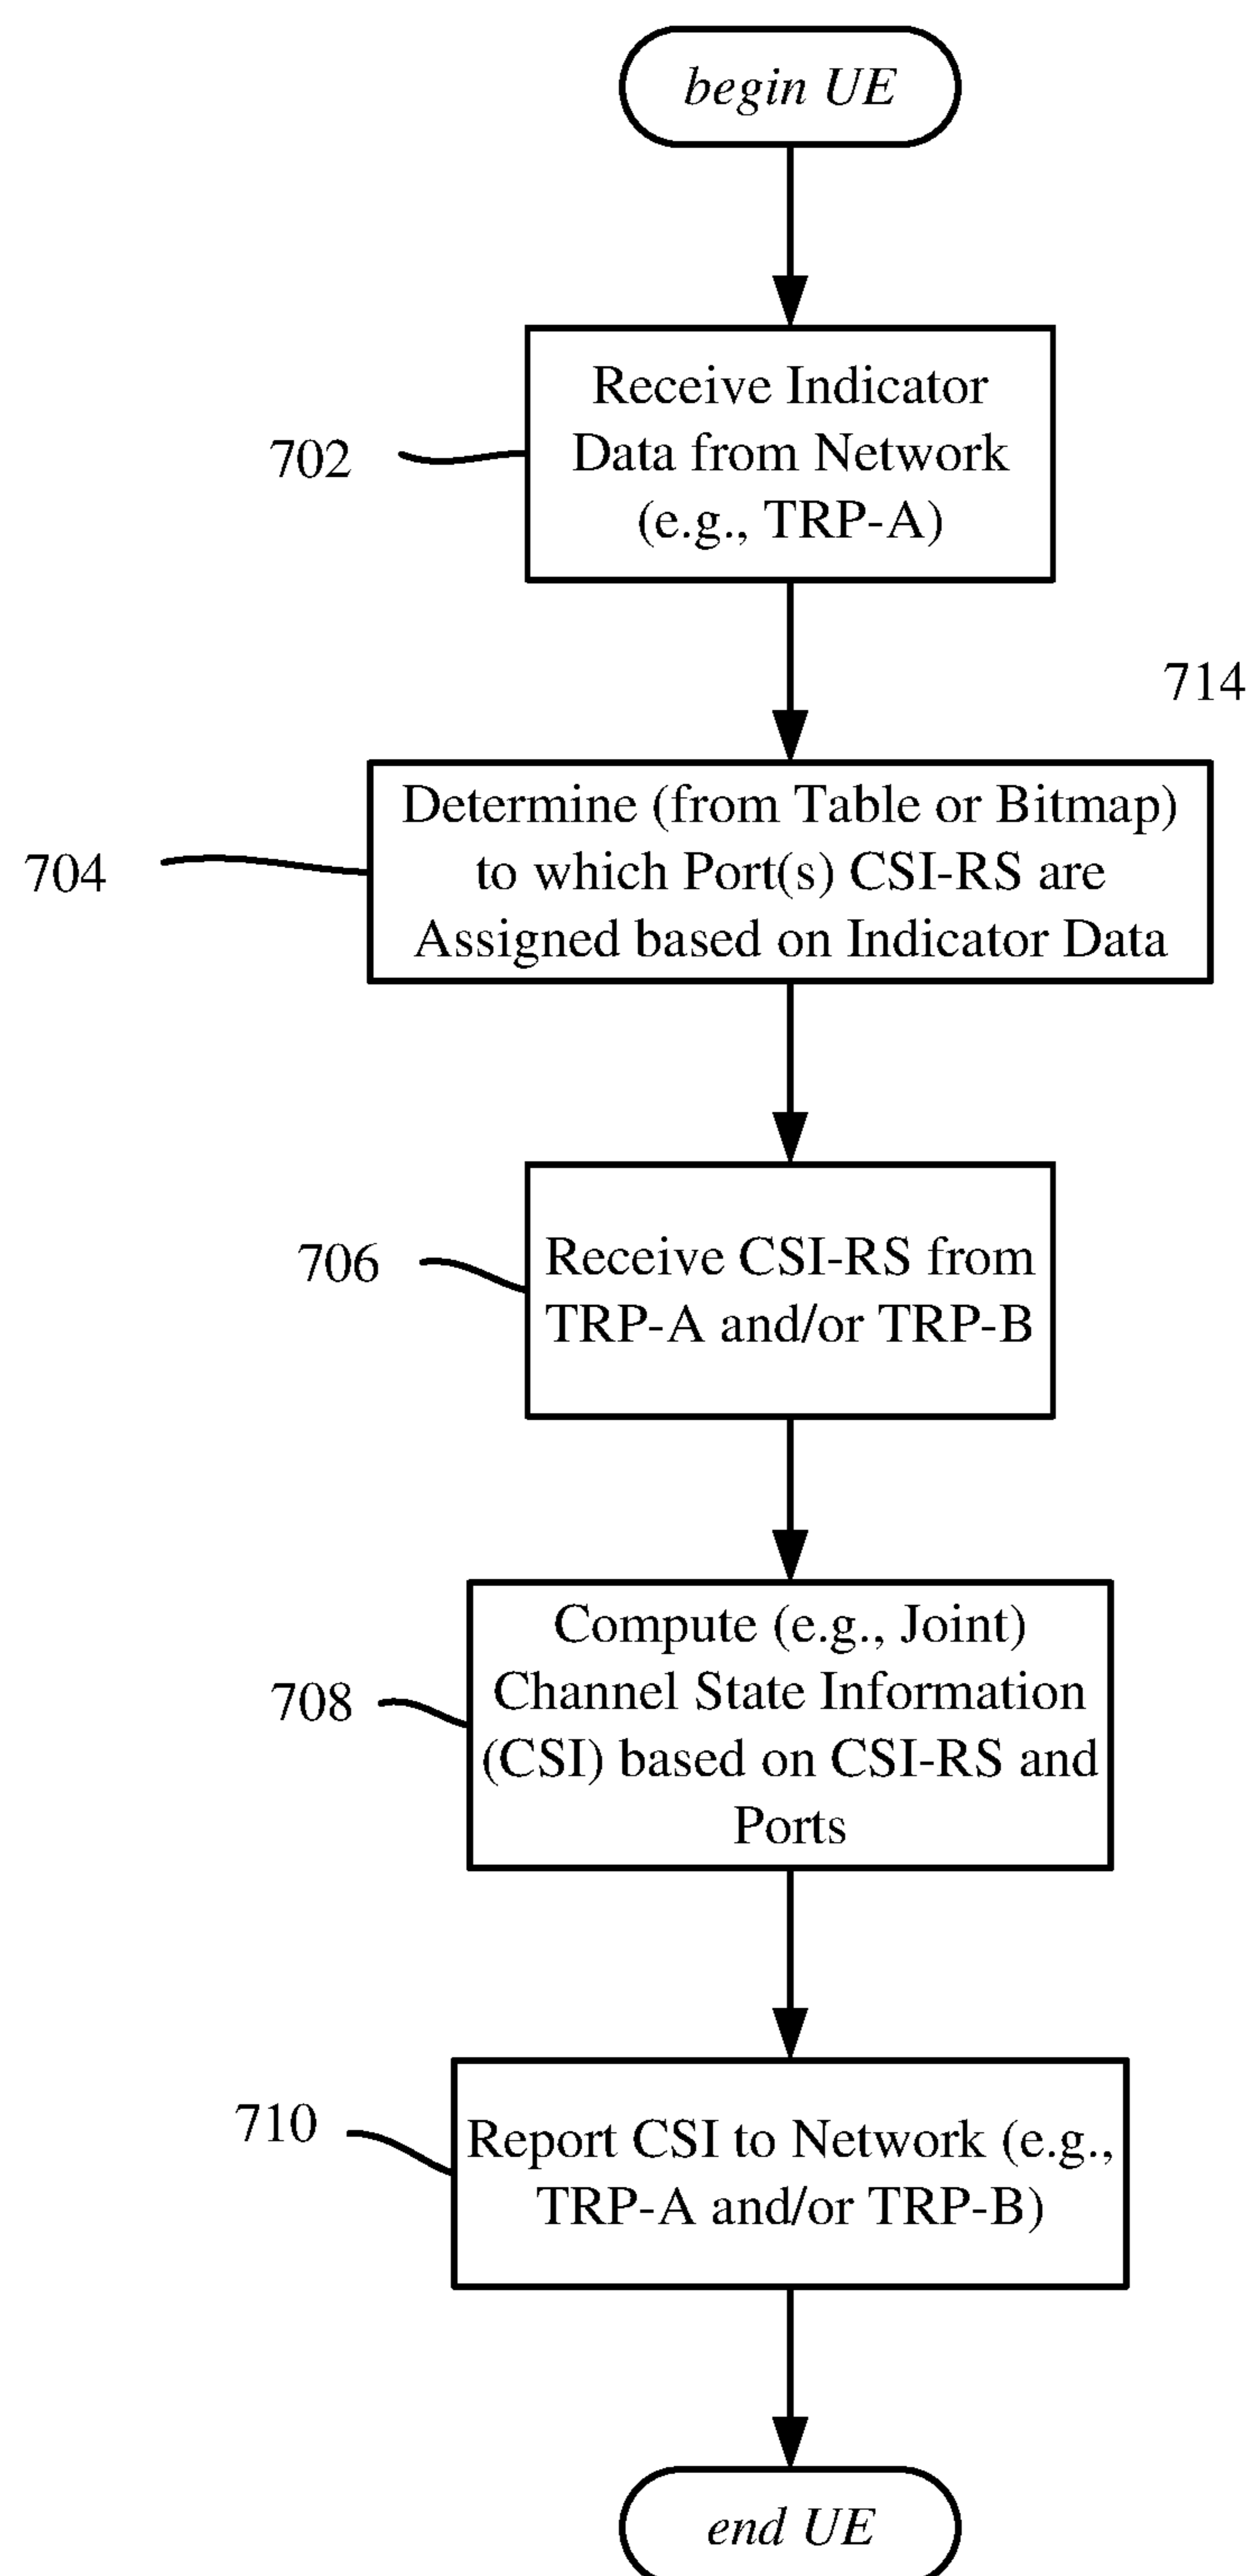 begin UE
Receive Indicator
Data from Network
(e.g., TRP-A)
702
714
Determine (from Table or Bitmap)
to which Port(s) CSI-RS are
Assigned based on Indicator Data
704
Receive CSI-RS from
TRP-A and/or TRP-B
706
Compute (e.g., Joint)
Channel State Information
(CSI) based on CSI-RS and
Ports
708
Report CSI to Network (e.g.,
TRP-A and/or TRP-B)
710
end UE